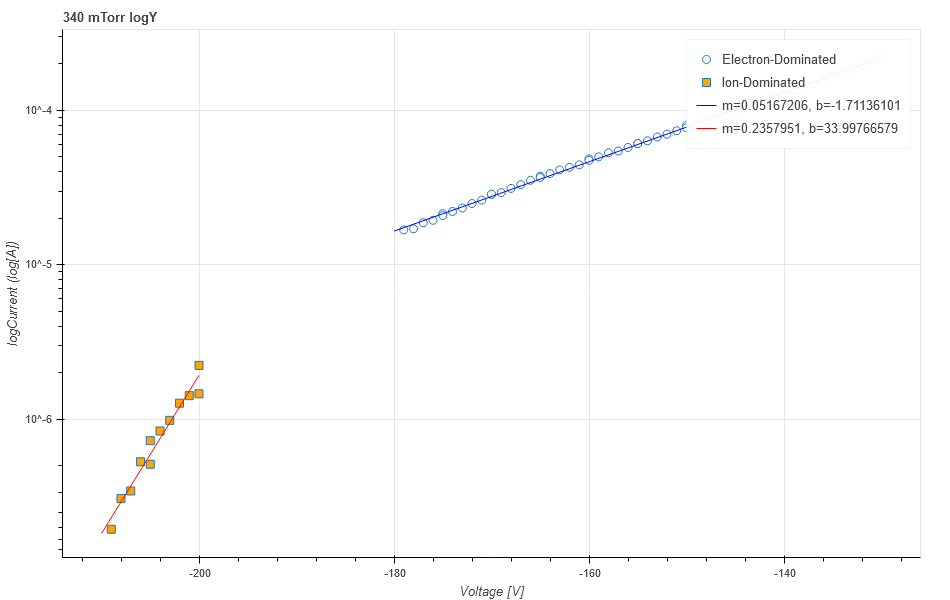 340 mTorr logY
Electron-Dominated
Ion-Dominated
m=0.05167206, b=-1.71136101
m=0.2357951, b=33.99766579
10^-4
10^-5
10^-6
logCurrent (log[A])
-200
-180
-160
-140
Voltage [V]